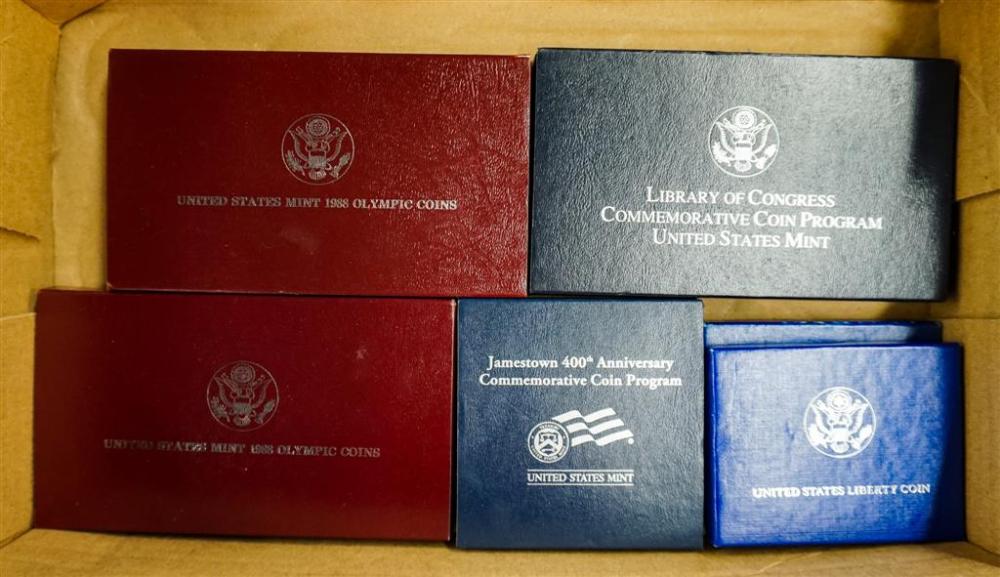 UNITED STATES MINT 1988 OLYMPIC COINS
LIBRARY OF CONGRESS
COMMEMORATIVE COIN PROGRAM
UNITED STATES MINT
UNITED STATES MINT 1988 OLYMPIC COINS
Jamestown 400th Anniversary
Commemorative Coin Program
UNITED STATES MINT
UNITED STATES LIBERTY COIN